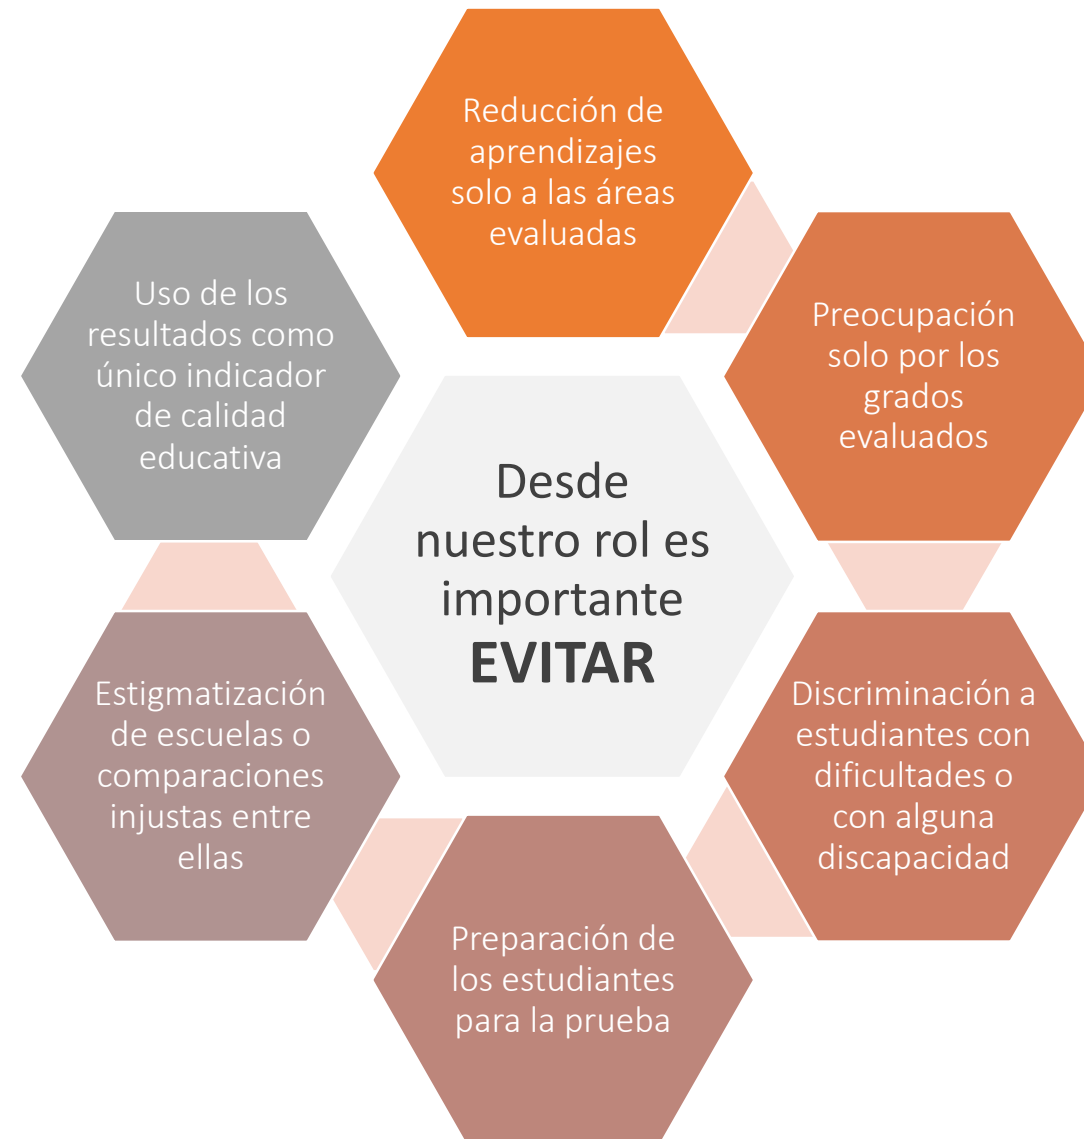 Reducción de
aprendizajes
solo a las áreas
evaluadas
Preocupación
solo por los
grados
evaluados
Discriminación a
estudiantes con
dificultades o
con alguna
discapacidad
Preparación de
los estudiantes
para la prueba
Estigmatización
de escuelas o
comparaciones
injustas entre
ellas
Uso de los
resultados como
único indicador
de calidad
educativa
Desde
nuestro rol es
importante
EVITAR